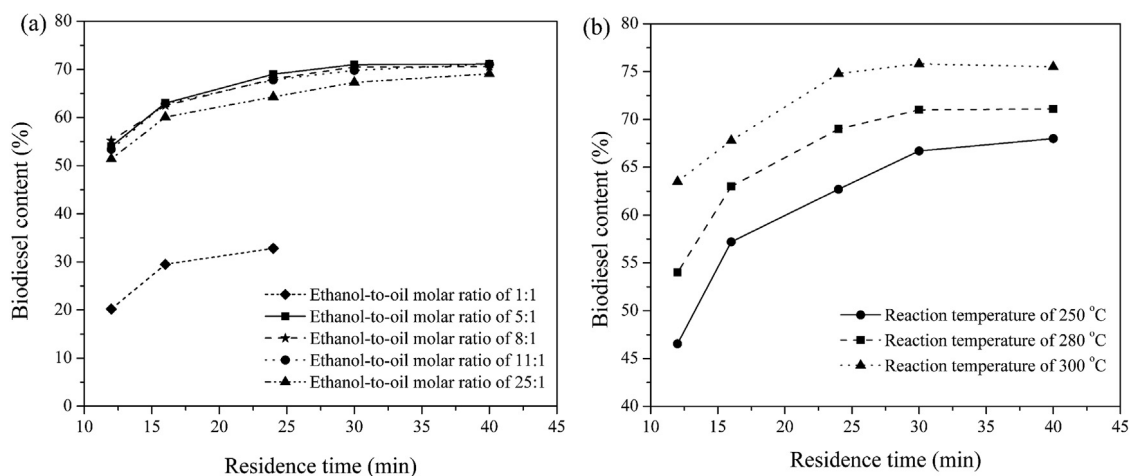 (a)
Biodiesel content (%)
80
70
60
50
40
30
20
10
0
Ethanol-to-oil molar ratio of 1:1
Ethanol-to-oil molar ratio of 5:1
Ethanol-to-oil molar ratio of 8:1
Ethanol-to-oil molar ratio of 11:1
Ethanol-to-oil molar ratio of 25:1
10 15 20 25 30 35 40 45
Residence time (min)
(b)
Biodiesel content (%)
80
75
70
65
60
55
50
45
40
Reaction temperature of 250 °C
Reaction temperature of 280 °C
Reaction temperature of 300 °C
10 15 20 25 30 35 40 45
Residence time (min)